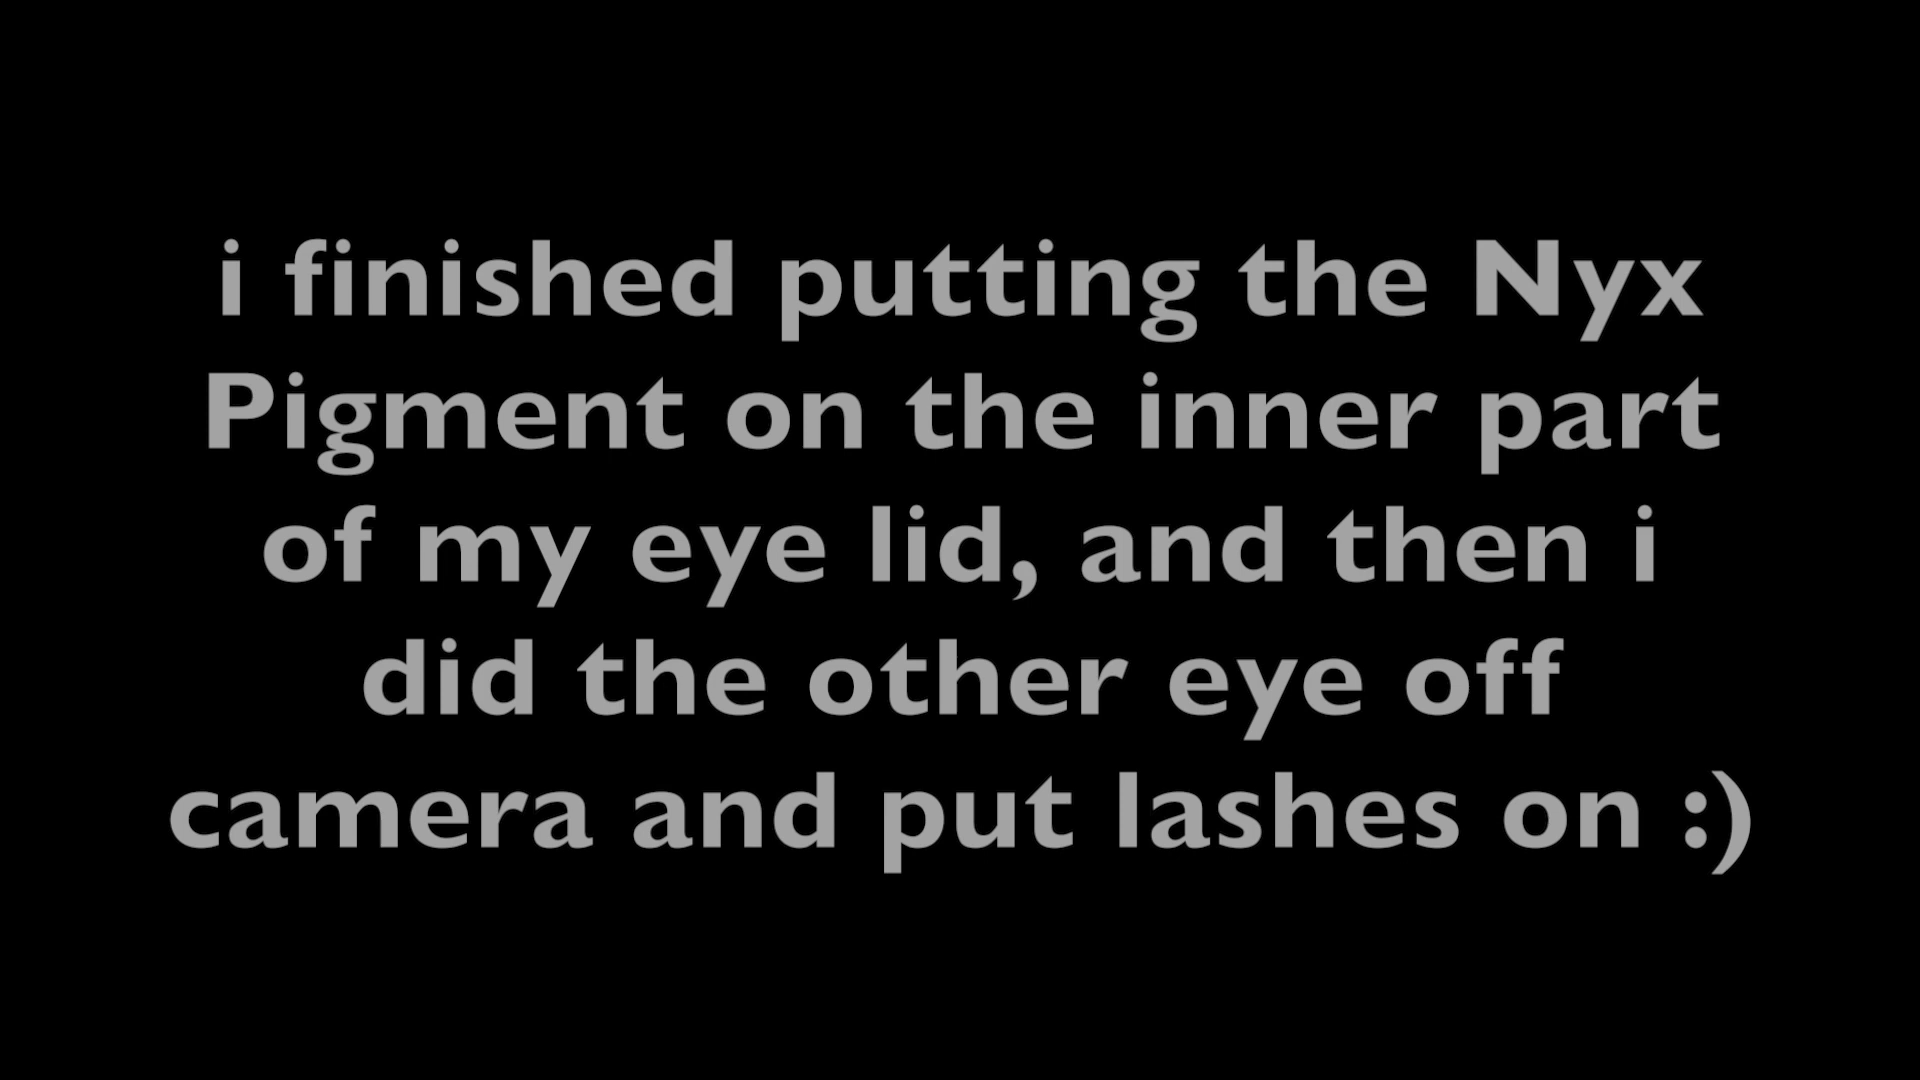 i finished putting the Nyx
Pigment on the inner part
of my eye lid, and then i
did the other eye off
camera and put lashes on :)